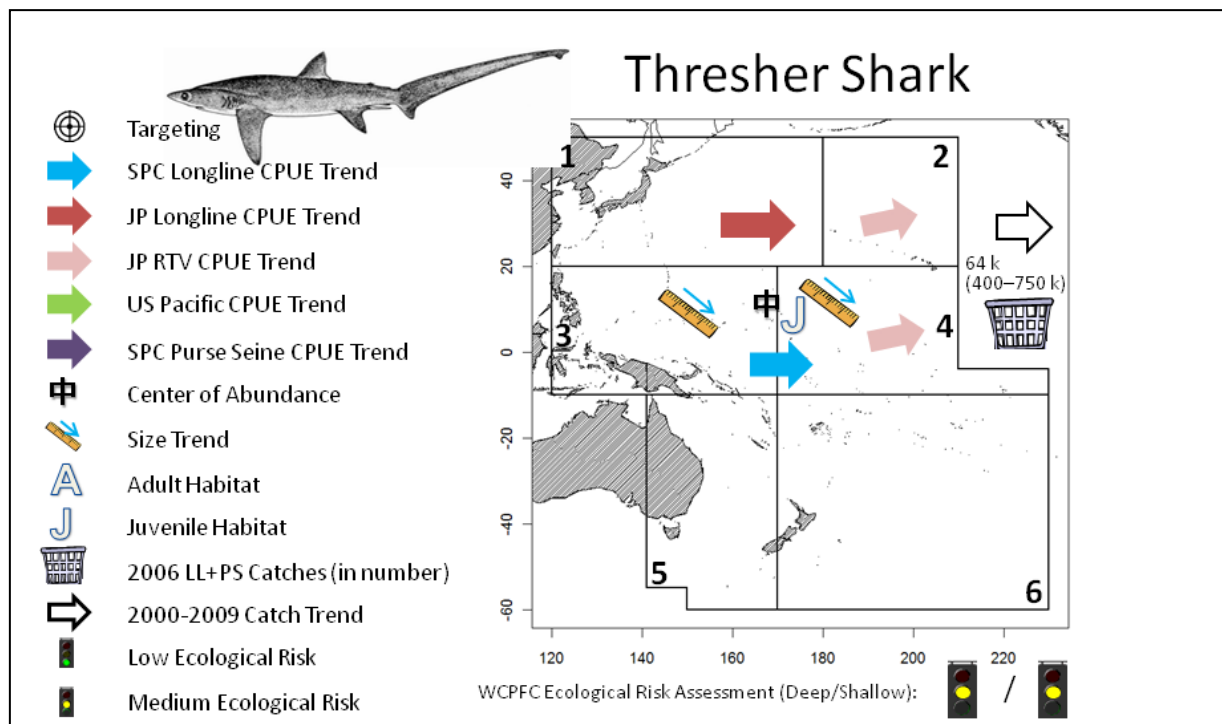 Thresher Shark
Targeting
SPC Longline CPUE Trend
JP Longline CPUE Trend
JP RTV CPUE Trend
US Pacific CPUE Trend
SPC Purse Seine CPUE Trend
中 Center of Abundance
Size Trend
A Adult Habitat
J Juvenile Habitat
2006 LL+PS Catches (in number)
2000–2009 Catch Trend
Low Ecological Risk
Medium Ecological Risk
1
2
64 k
(400–750 k)
中
J
3
4
5
6
40
20
0
-20
-40
-60
120 140 160 180 200 220
WCPFC Ecological Risk Assessment (Deep/Shallow): /